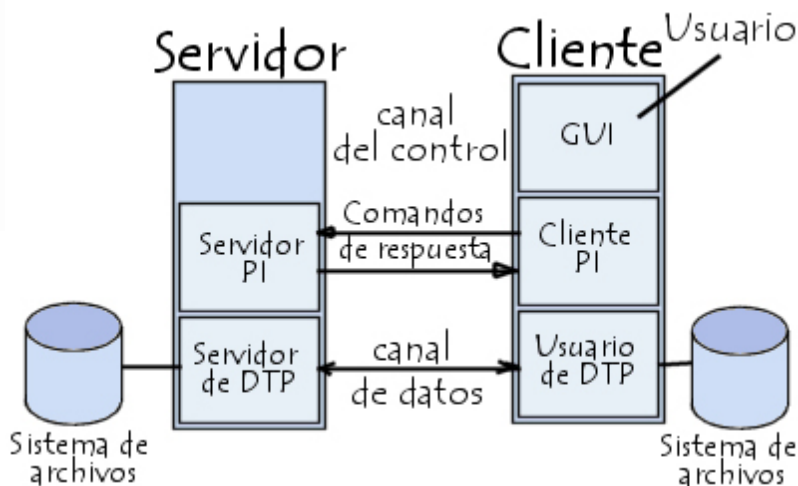 Servidor
Cliente
Usuario
canal
del control
GUI
Comandos
de respuesta
Servidor
PI
Cliente
PI
Servidor
de DTP
canal
de datos
Usuario
de DTP
Sistema de
archivos
Sistema de
archivos